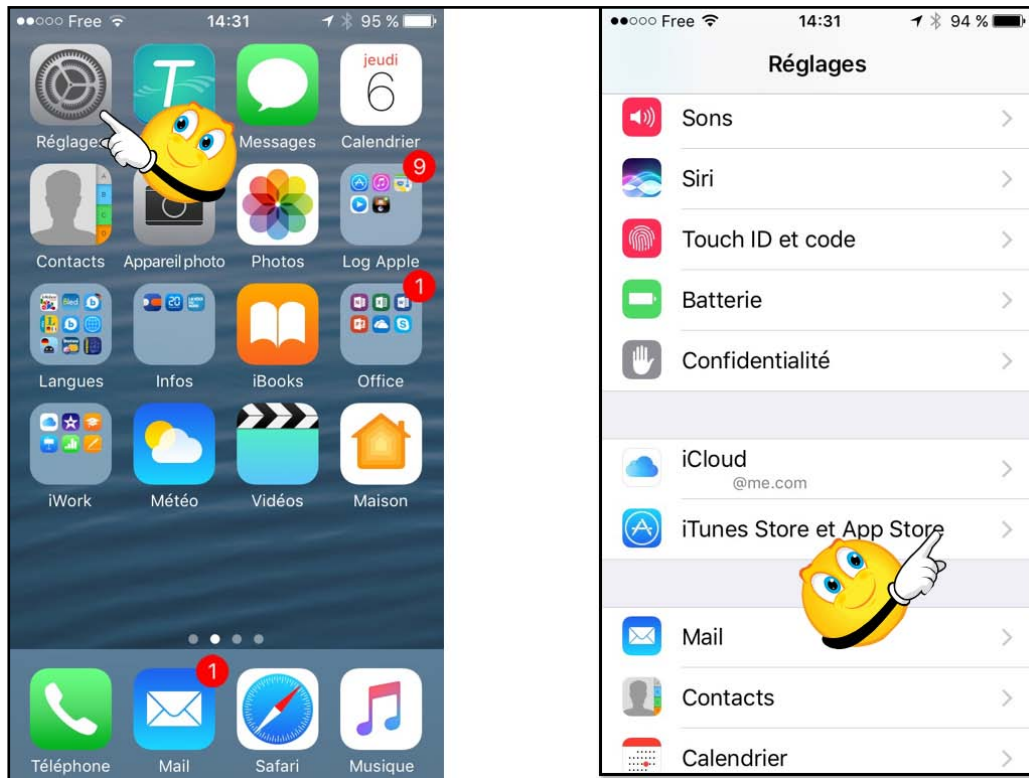 Free 14:31 95 %
jeudi
6
Réglages Messages Calendrier
9
Contacts Appareil photo Photos Log Apple
1
Bled 20
Langues Infos iBooks Office
iWork Météo Vidéos Maison
1
Téléphone Mail Safari Musique
Free 14:31 94 %
Réglages
Sons
Siri
Touch ID et code
Batterie
Confidentialité
iCloud
@me.com
iTunes Store et App Store
Mail
Contacts
Calendrier